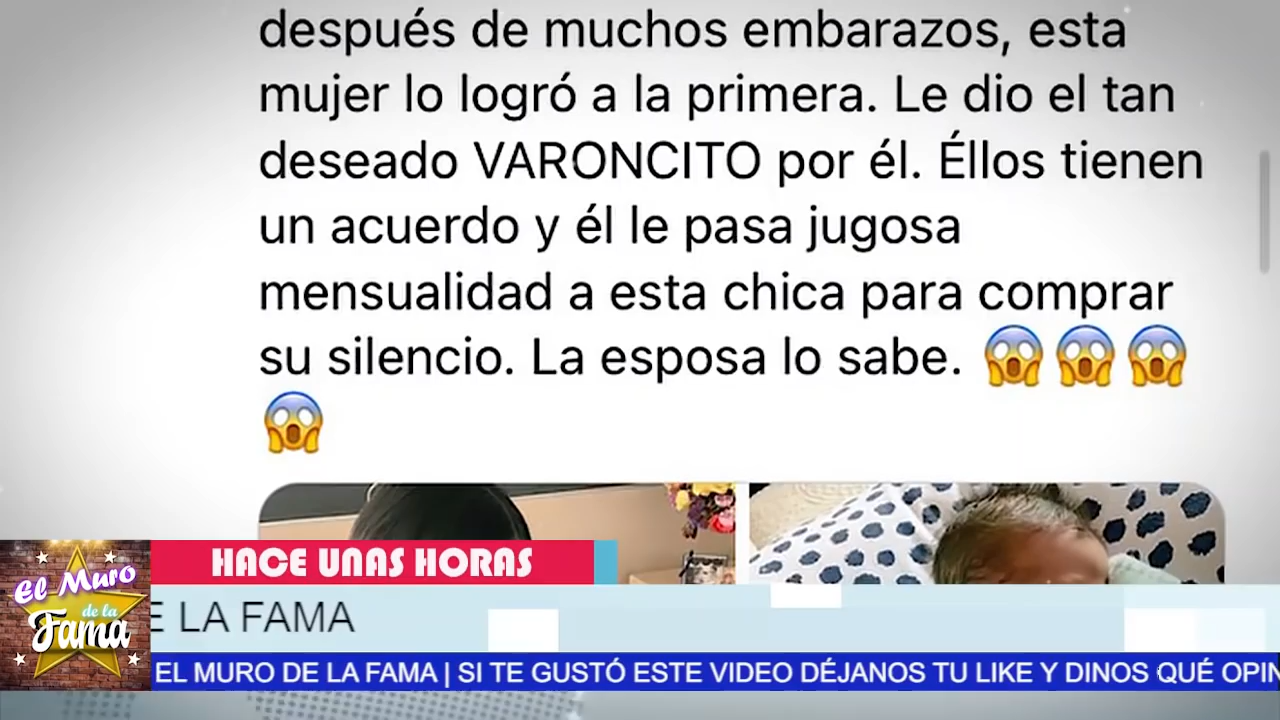 después de muchos embarazos, esta
mujer lo logró a la primera. Le dio el tan
deseado VARONCITO por él. Éllos tienen
un acuerdo y él le pasa jugosa
mensualidad a esta chica para comprar
su silencio. La esposa lo sabe. 😱 😱 😱
😱
HACE UNAS HORAS
El Muro
de la
Fama
E LA FAMA
EL MURO DE LA FAMA | SI TE GUSTÓ ESTE VIDEO DÉJANOS TU LIKE Y DINOS QUÉ OPIN